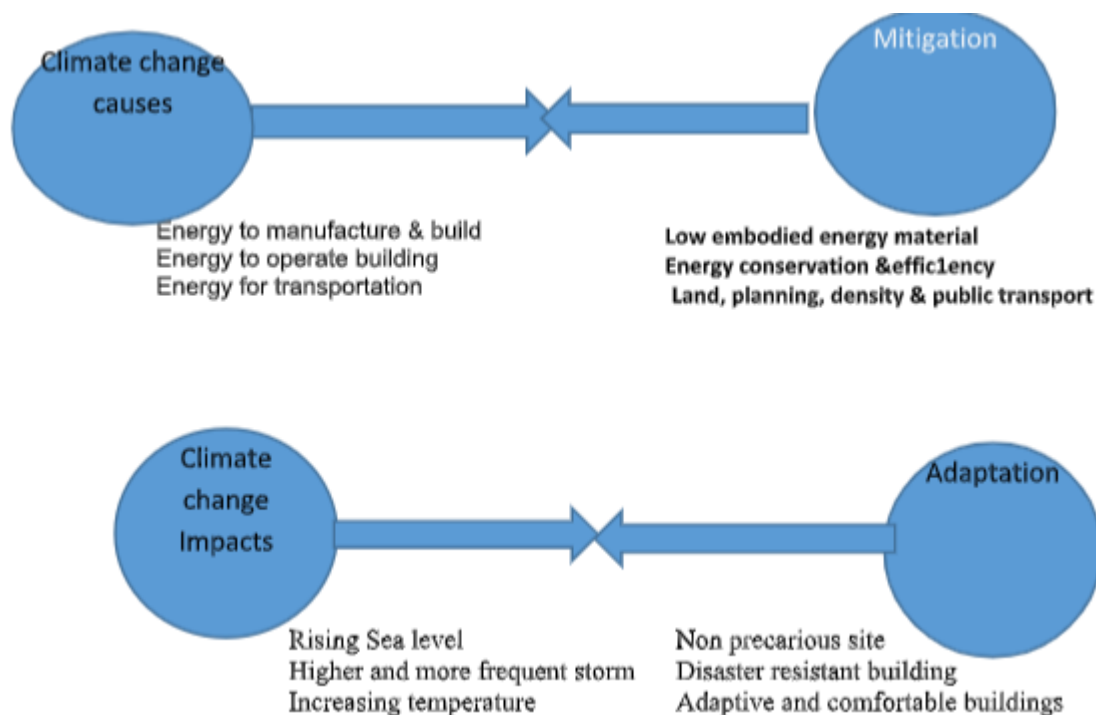 Climate change
causes
Mitigation
Energy to manufacture & build
Energy to operate building
Energy for transportation
Low embodied energy material
Energy conservation &effic1ency
Land, planning, density & public transport
Climate
change
Impacts
Adaptation
Rising Sea level
Higher and more frequent storm
Increasing temperature
Non precarious site
Disaster resistant building
Adaptive and comfortable buildings